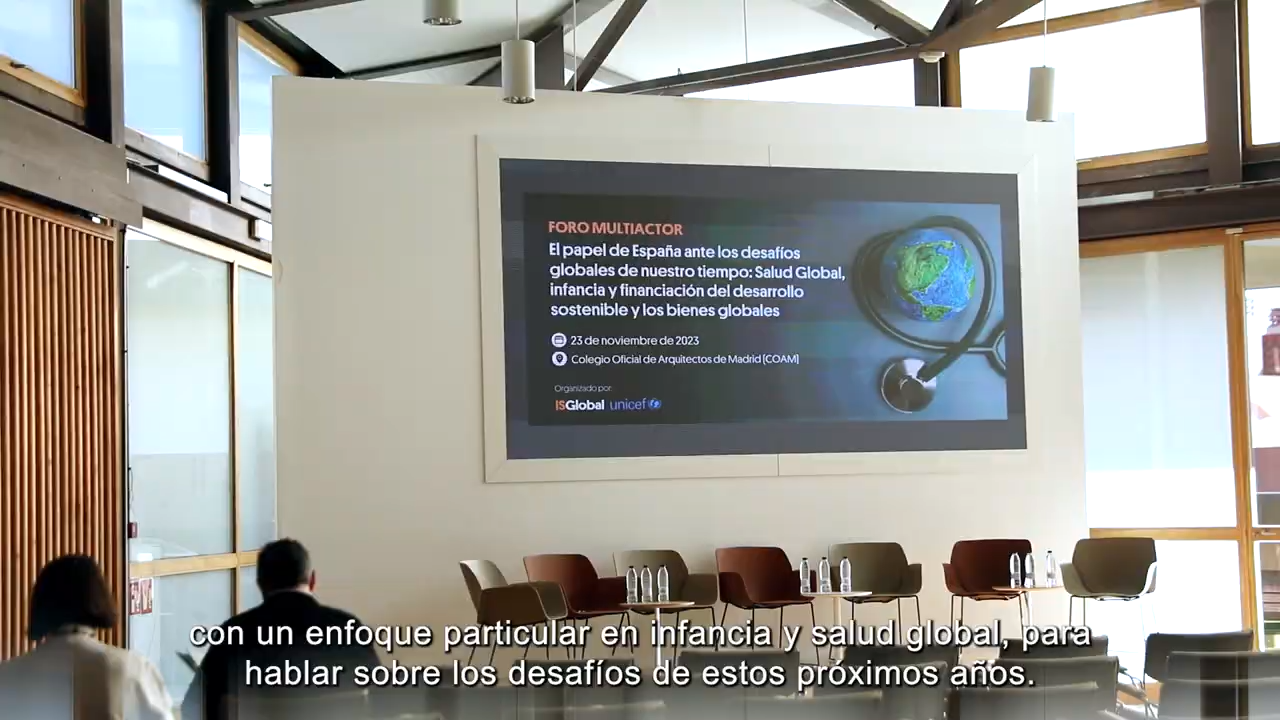 FORO MULTIACTOR
El papel de España ante los desafíos
globales de nuestro tiempo: Salud Global,
infancia y financiación del desarrollo
sostenible y los bienes globales
23 de noviembre de 2023
Colegio Oficial de Arquitectos de Madrid (COAM)
Organizado por:
ISGlobal unicef
con un enfoque particular en infancia y salud global, para
hablar sobre los desafíos de estos próximos años.